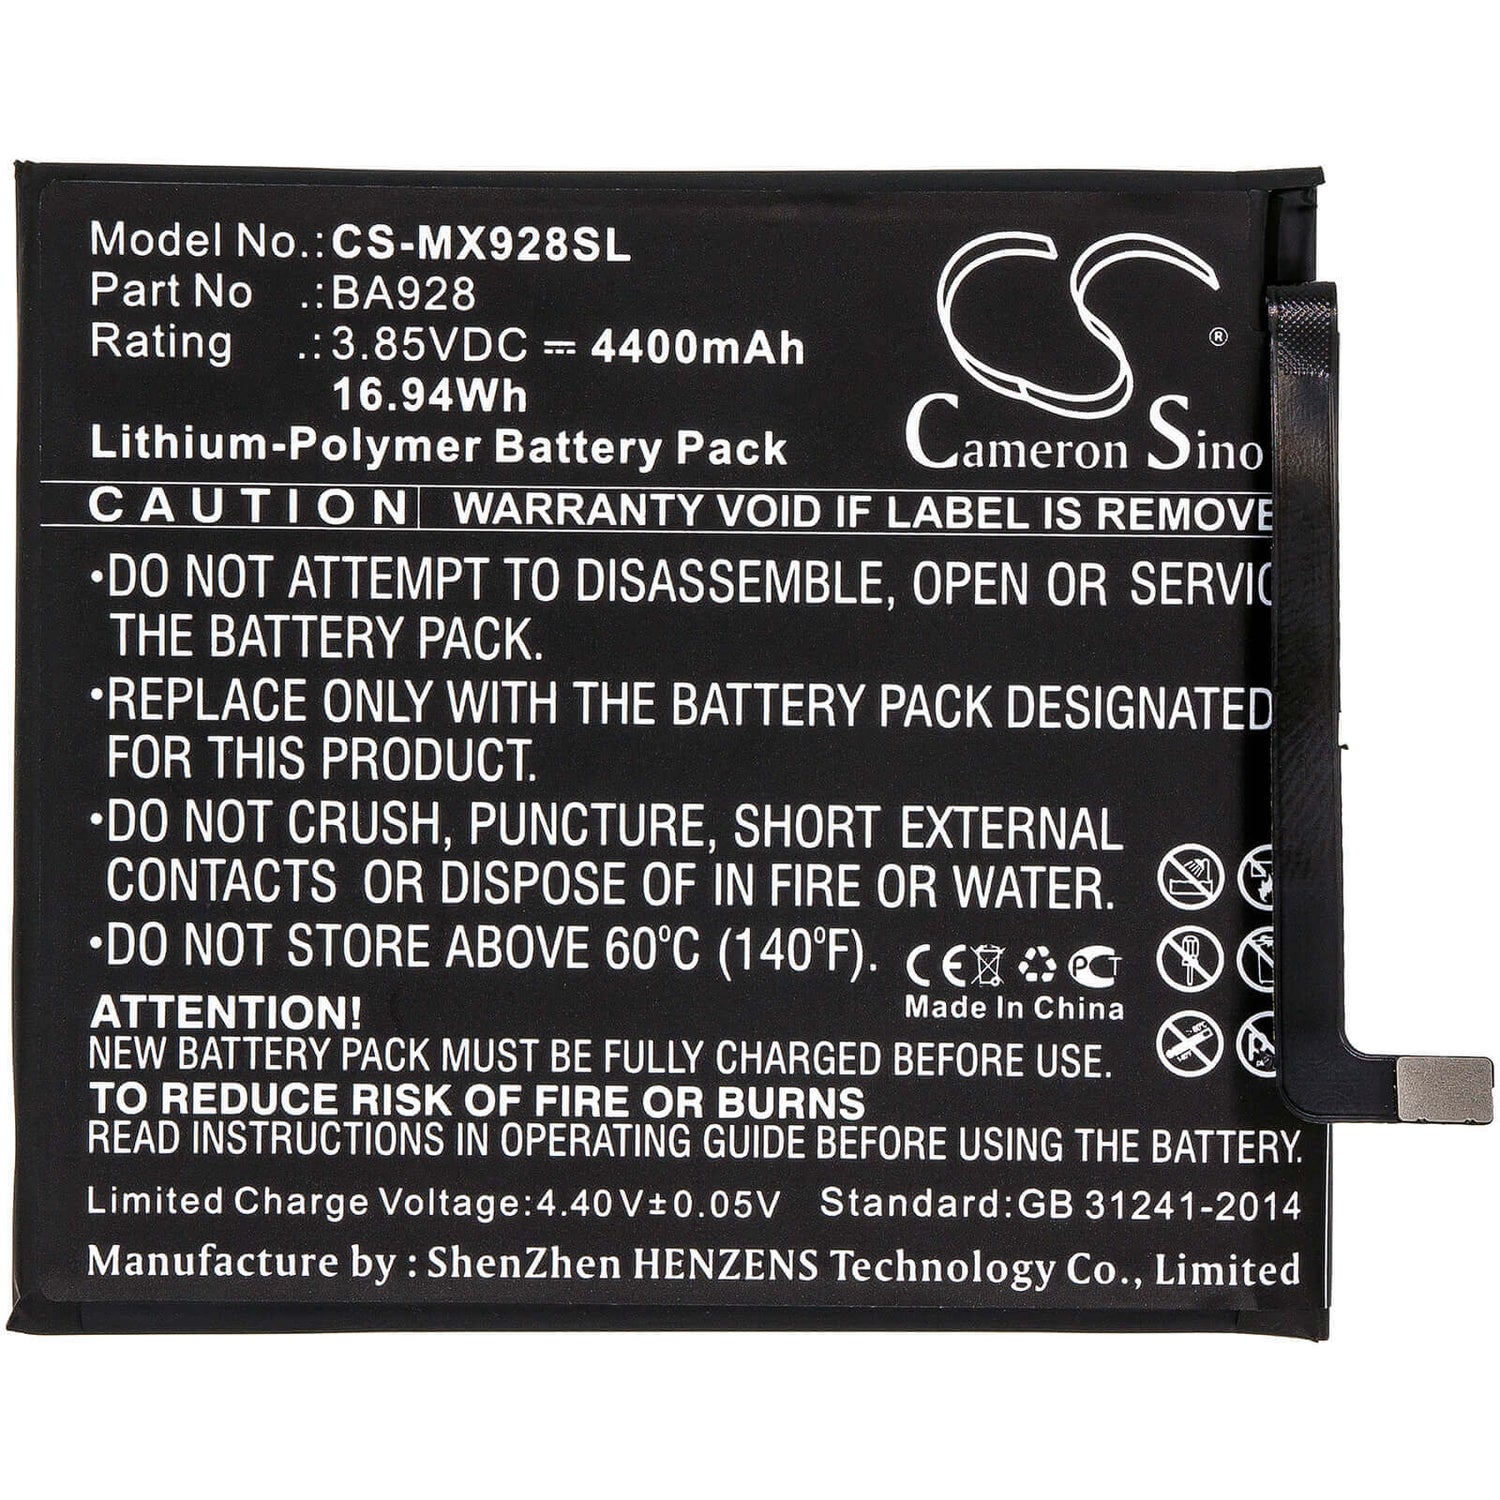 Model No.: CS-MX928SL
Part No .: BA928
Rating .: 3.85VDC ⎓ 4400mAh
16.94Wh
Lithium-Polymer Battery Pack
Cameron Sino
®
CAUTION WARRANTY VOID IF LABEL IS REMOVE
•DO NOT ATTEMPT TO DISASSEMBLE, OPEN OR SERVIC
THE BATTERY PACK.
•REPLACE ONLY WITH THE BATTERY PACK DESIGNATED
FOR THIS PRODUCT.
•DO NOT CRUSH, PUNCTURE, SHORT EXTERNAL
CONTACTS OR DISPOSE OF IN FIRE OR WATER.
•DO NOT STORE ABOVE 60°C (140°F).
CE PCT
Made In China
ATTENTION!
NEW BATTERY PACK MUST BE FULLY CHARGED BEFORE USE.
TO REDUCE RISK OF FIRE OR BURNS
READ INSTRUCTIONS IN OPERATING GUIDE BEFORE USING THE BATTERY.
Limited Charge Voltage:4.40V±0.05V Standard:GB 31241-2014
Manufacture by : ShenZhen HENZENS Technology Co., Limited